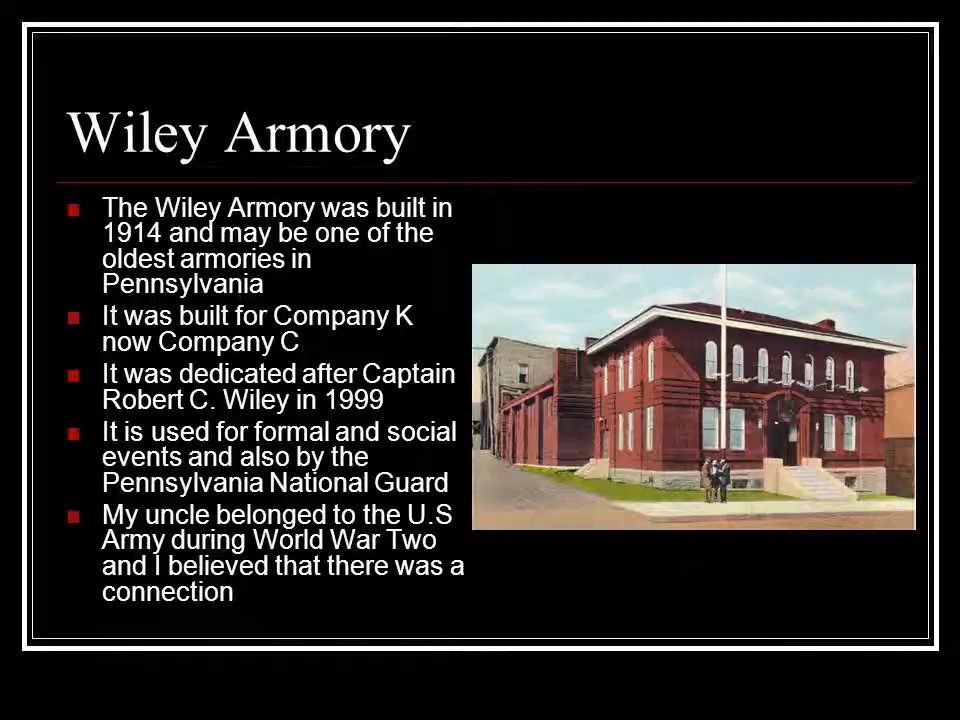 Wiley Armory
The Wiley Armory was built in
1914 and may be one of the
oldest armories in
Pennsylvania
It was built for Company K
now Company C
It was dedicated after Captain
Robert C. Wiley in 1999
It is used for formal and social
events and also by the
Pennsylvania National Guard
My uncle belonged to the U.S
Army during World War Two
and I believed that there was a
connection